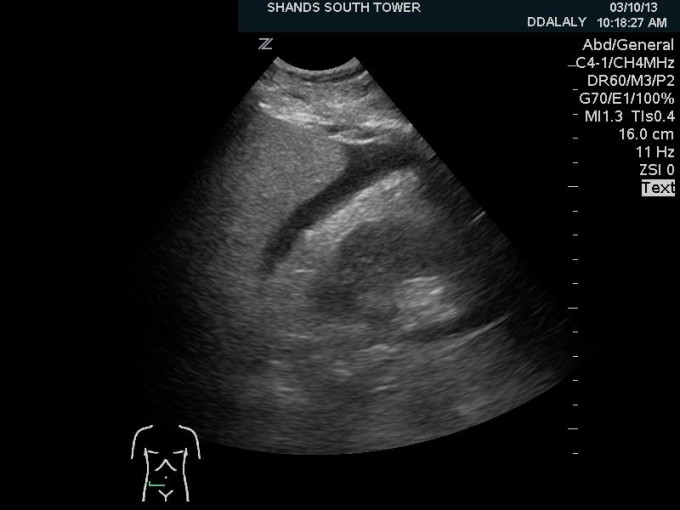 SHANDS SOUTH TOWER
03/10/13
DDALALY
10:18:27 AM
Z
Abd/General
C4-1/CH4MHz
DR60/M3/P2
G70/E1/100%
MI1.3 TIs0.4
16.0 cm
11 Hz
ZSI 0
Text